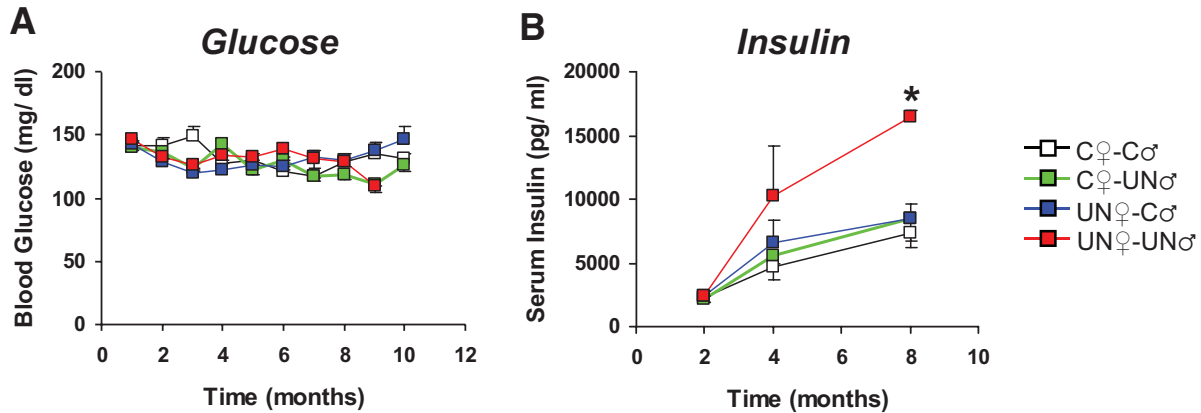 A
Glucose
Blood Glucose (mg/ dl)
200
150
100
50
0
0 2 4 6 8 10 12
Time (months)
B
Insulin
Serum Insulin (pg/ ml)
20000
15000
10000
5000
0
0 2 4 6 8 10
Time (months)
*
C♀-C♂
C♀-UN♂
UN♀-C♂
UN♀-UN♂